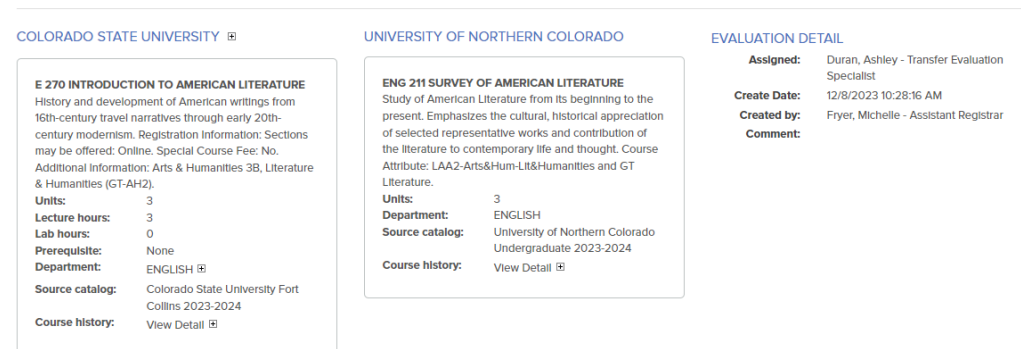 COLORADO STATE UNIVERSITY
E 270 INTRODUCTION TO AMERICAN LITERATURE
History and development of American writings from
16th-century travel narratives through early 20th-
century modernism. Registration Information: Sections
may be offered: Online. Special Course Fee: No.
Additional Information: Arts & Humanities 3B, Literature
& Humanities (GT-AH2).
Units: 3
Lecture hours: 3
Lab hours: 0
Prerequisite: None
Department: ENGLISH
Source catalog: Colorado State University Fort
Collins 2023-2024
Course history: View Detail
UNIVERSITY OF NORTHERN COLORADO
ENG 211 SURVEY OF AMERICAN LITERATURE
Study of American Literature from its beginning to the
present. Emphasizes the cultural, historical appreciation
of selected representative works and contribution of
the literature to contemporary life and thought. Course
Attribute: LAA2-Arts&Hum-Lit&Humanities and GT
Literature.
Units: 3
Department: ENGLISH
Source catalog: University of Northern Colorado
Undergraduate 2023-2024
Course history: View Detail
EVALUATION DETAIL
Assigned: Duran, Ashley - Transfer Evaluation
Specialist
Create Date: 12/8/2023 10:28:16 AM
Created by: Fryer, Michelle - Assistant Registrar
Comment: